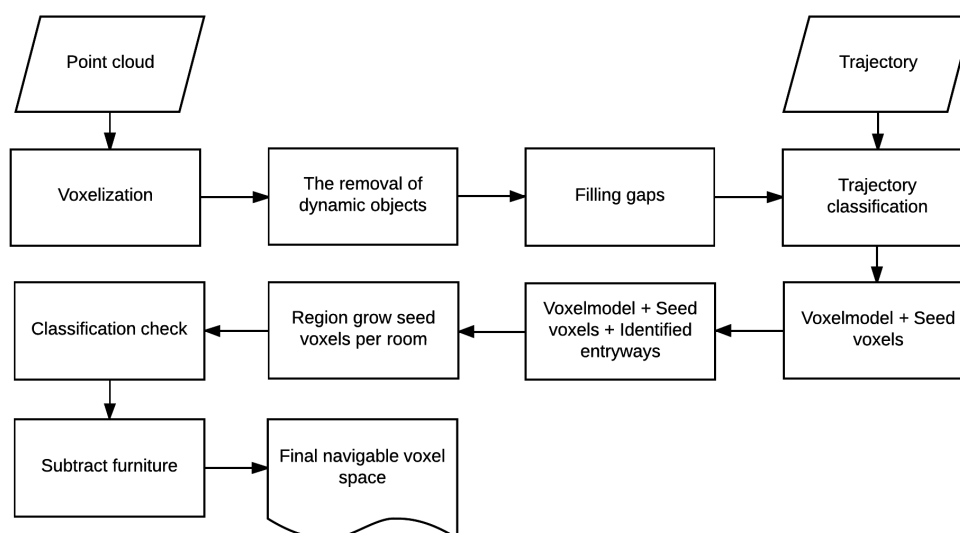 Point cloud
Trajectory
Voxelization
The removal of
dynamic objects
Filling gaps
Trajectory
classification
Classification check
Region grow seed
voxels per room
Voxelmodel + Seed
voxels + Identified
entryways
Voxelmodel + Seed
voxels
Subtract furniture
Final navigable voxel
space